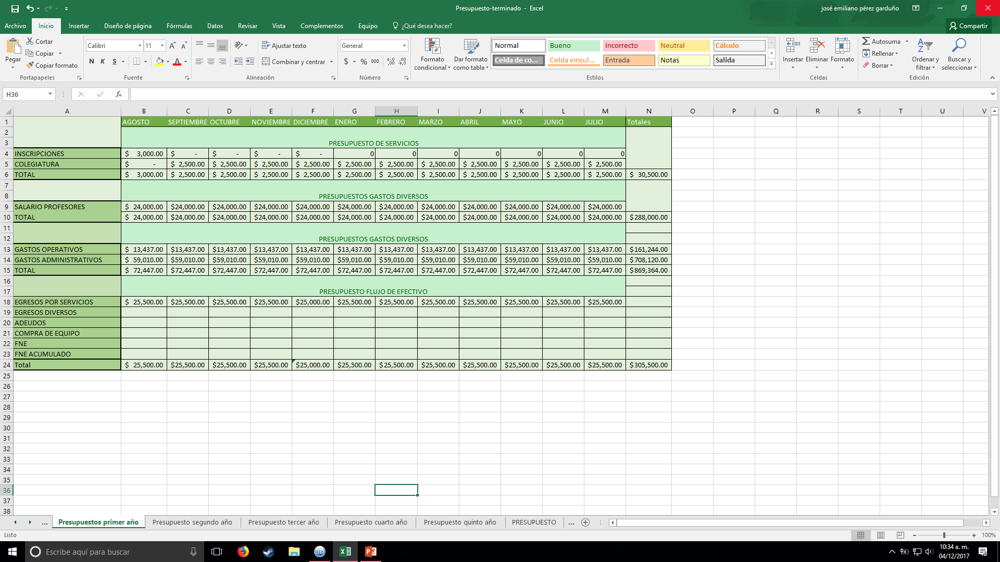 Presupuesto-terminado - Excel
josé emiliano pérez garduño
Archivo Inicio Insertar Diseño de página Fórmulas Datos Revisar Vista Complementos Equipo ¿Qué desea hacer? Compartir
Pegar
Cortar
Copiar
Copiar formato
Portapapeles
Calibri 11
N K S
Fuente
Ajustar texto
Combinar y centrar
Alineación
General
$ % 000
Número
Formato condicional
Dar formato como tabla
Normal Bueno Incorrecto Neutral Cálculo
Celda de co... Celda vincul... Entrada Notas Salida
Estilos
Insertar Eliminar Formato
Celdas
Autosuma
Rellenar
Borrar
Ordenar y filtrar
Buscar y seleccionar
Edición
H36 fx
A B C D E F G H I J K L M N O P Q R S T U V
1 AGOSTO SEPTIEMBRE OCTUBRE NOVIEMBRE DICIEMBRE ENERO FEBRERO MARZO ABRIL MAYO JUNIO JULIO Totales
2
3 PRESUPUESTO DE SERVICIOS
4 INSCRIPCIONES $ 3,000.00 $ - $ - $ - $ - 0 0 0 0 0 0 0
5 COLEGIATURA $ - $ 2,500.00 $ 2,500.00 $ 2,500.00 $ 2,500.00 $ 2,500.00 $ 2,500.00 $ 2,500.00 $ 2,500.00 $ 2,500.00 $ 2,500.00 $ 2,500.00
6 TOTAL $ 3,000.00 $ 2,500.00 $ 2,500.00 $ 2,500.00 $ 2,500.00 $ 2,500.00 $ 2,500.00 $ 2,500.00 $ 2,500.00 $ 2,500.00 $ 2,500.00 $ 2,500.00 $ 30,500.00
7
8 PRESUPUESTOS GASTOS DIVERSOS
9 SALARIO PROFESORES $ 24,000.00 $24,000.00 $24,000.00 $24,000.00 $24,000.00 $24,000.00 $24,000.00 $24,000.00 $24,000.00 $24,000.00 $24,000.00 $24,000.00
10 TOTAL $ 24,000.00 $24,000.00 $24,000.00 $24,000.00 $24,000.00 $24,000.00 $24,000.00 $24,000.00 $24,000.00 $24,000.00 $24,000.00 $24,000.00 $288,000.00
11
12 PRESUPUESTOS GASTOS DIVERSOS
13 GASTOS OPERATIVOS $ 13,437.00 $13,437.00 $13,437.00 $13,437.00 $13,437.00 $13,437.00 $13,437.00 $13,437.00 $13,437.00 $13,437.00 $13,437.00 $13,437.00 $161,244.00
14 GASTOS ADMINISTRATIVOS $ 59,010.00 $59,010.00 $59,010.00 $59,010.00 $59,010.00 $59,010.00 $59,010.00 $59,010.00 $59,010.00 $59,010.00 $59,010.00 $59,010.00 $708,120.00
15 TOTAL $ 72,447.00 $72,447.00 $72,447.00 $72,447.00 $72,447.00 $72,447.00 $72,447.00 $72,447.00 $72,447.00 $72,447.00 $72,447.00 $72,447.00 $869,364.00
16
17 PRESUPUESTO FLUJO DE EFECTIVO
18 EGRESOS POR SERVICIOS $ 25,500.00 $25,500.00 $25,500.00 $25,500.00 $25,000.00 $25,500.00 $25,500.00 $25,500.00 $25,500.00 $25,500.00 $25,500.00 $25,500.00
19 EGRESOS DIVERSOS
20 ADEUDOS
21 COMPRA DE EQUIPO
22 FNE
23 FNE ACUMULADO
24 Total $ 25,500.00 $25,500.00 $25,500.00 $25,500.00 $25,000.00 $25,500.00 $25,500.00 $25,500.00 $25,500.00 $25,500.00 $25,500.00 $25,500.00 $305,500.00
25
26
27
28
29
30
31
32
33
34
35
36
37
38
... Presupuestos primer año Presupuesto segundo año Presupuesto tercer año Presupuesto cuarto año Presupuesto quinto año PRESUPUESTO ...
Listo 100%
Escribe aquí para buscar
10:34 a. m.
04/12/2017